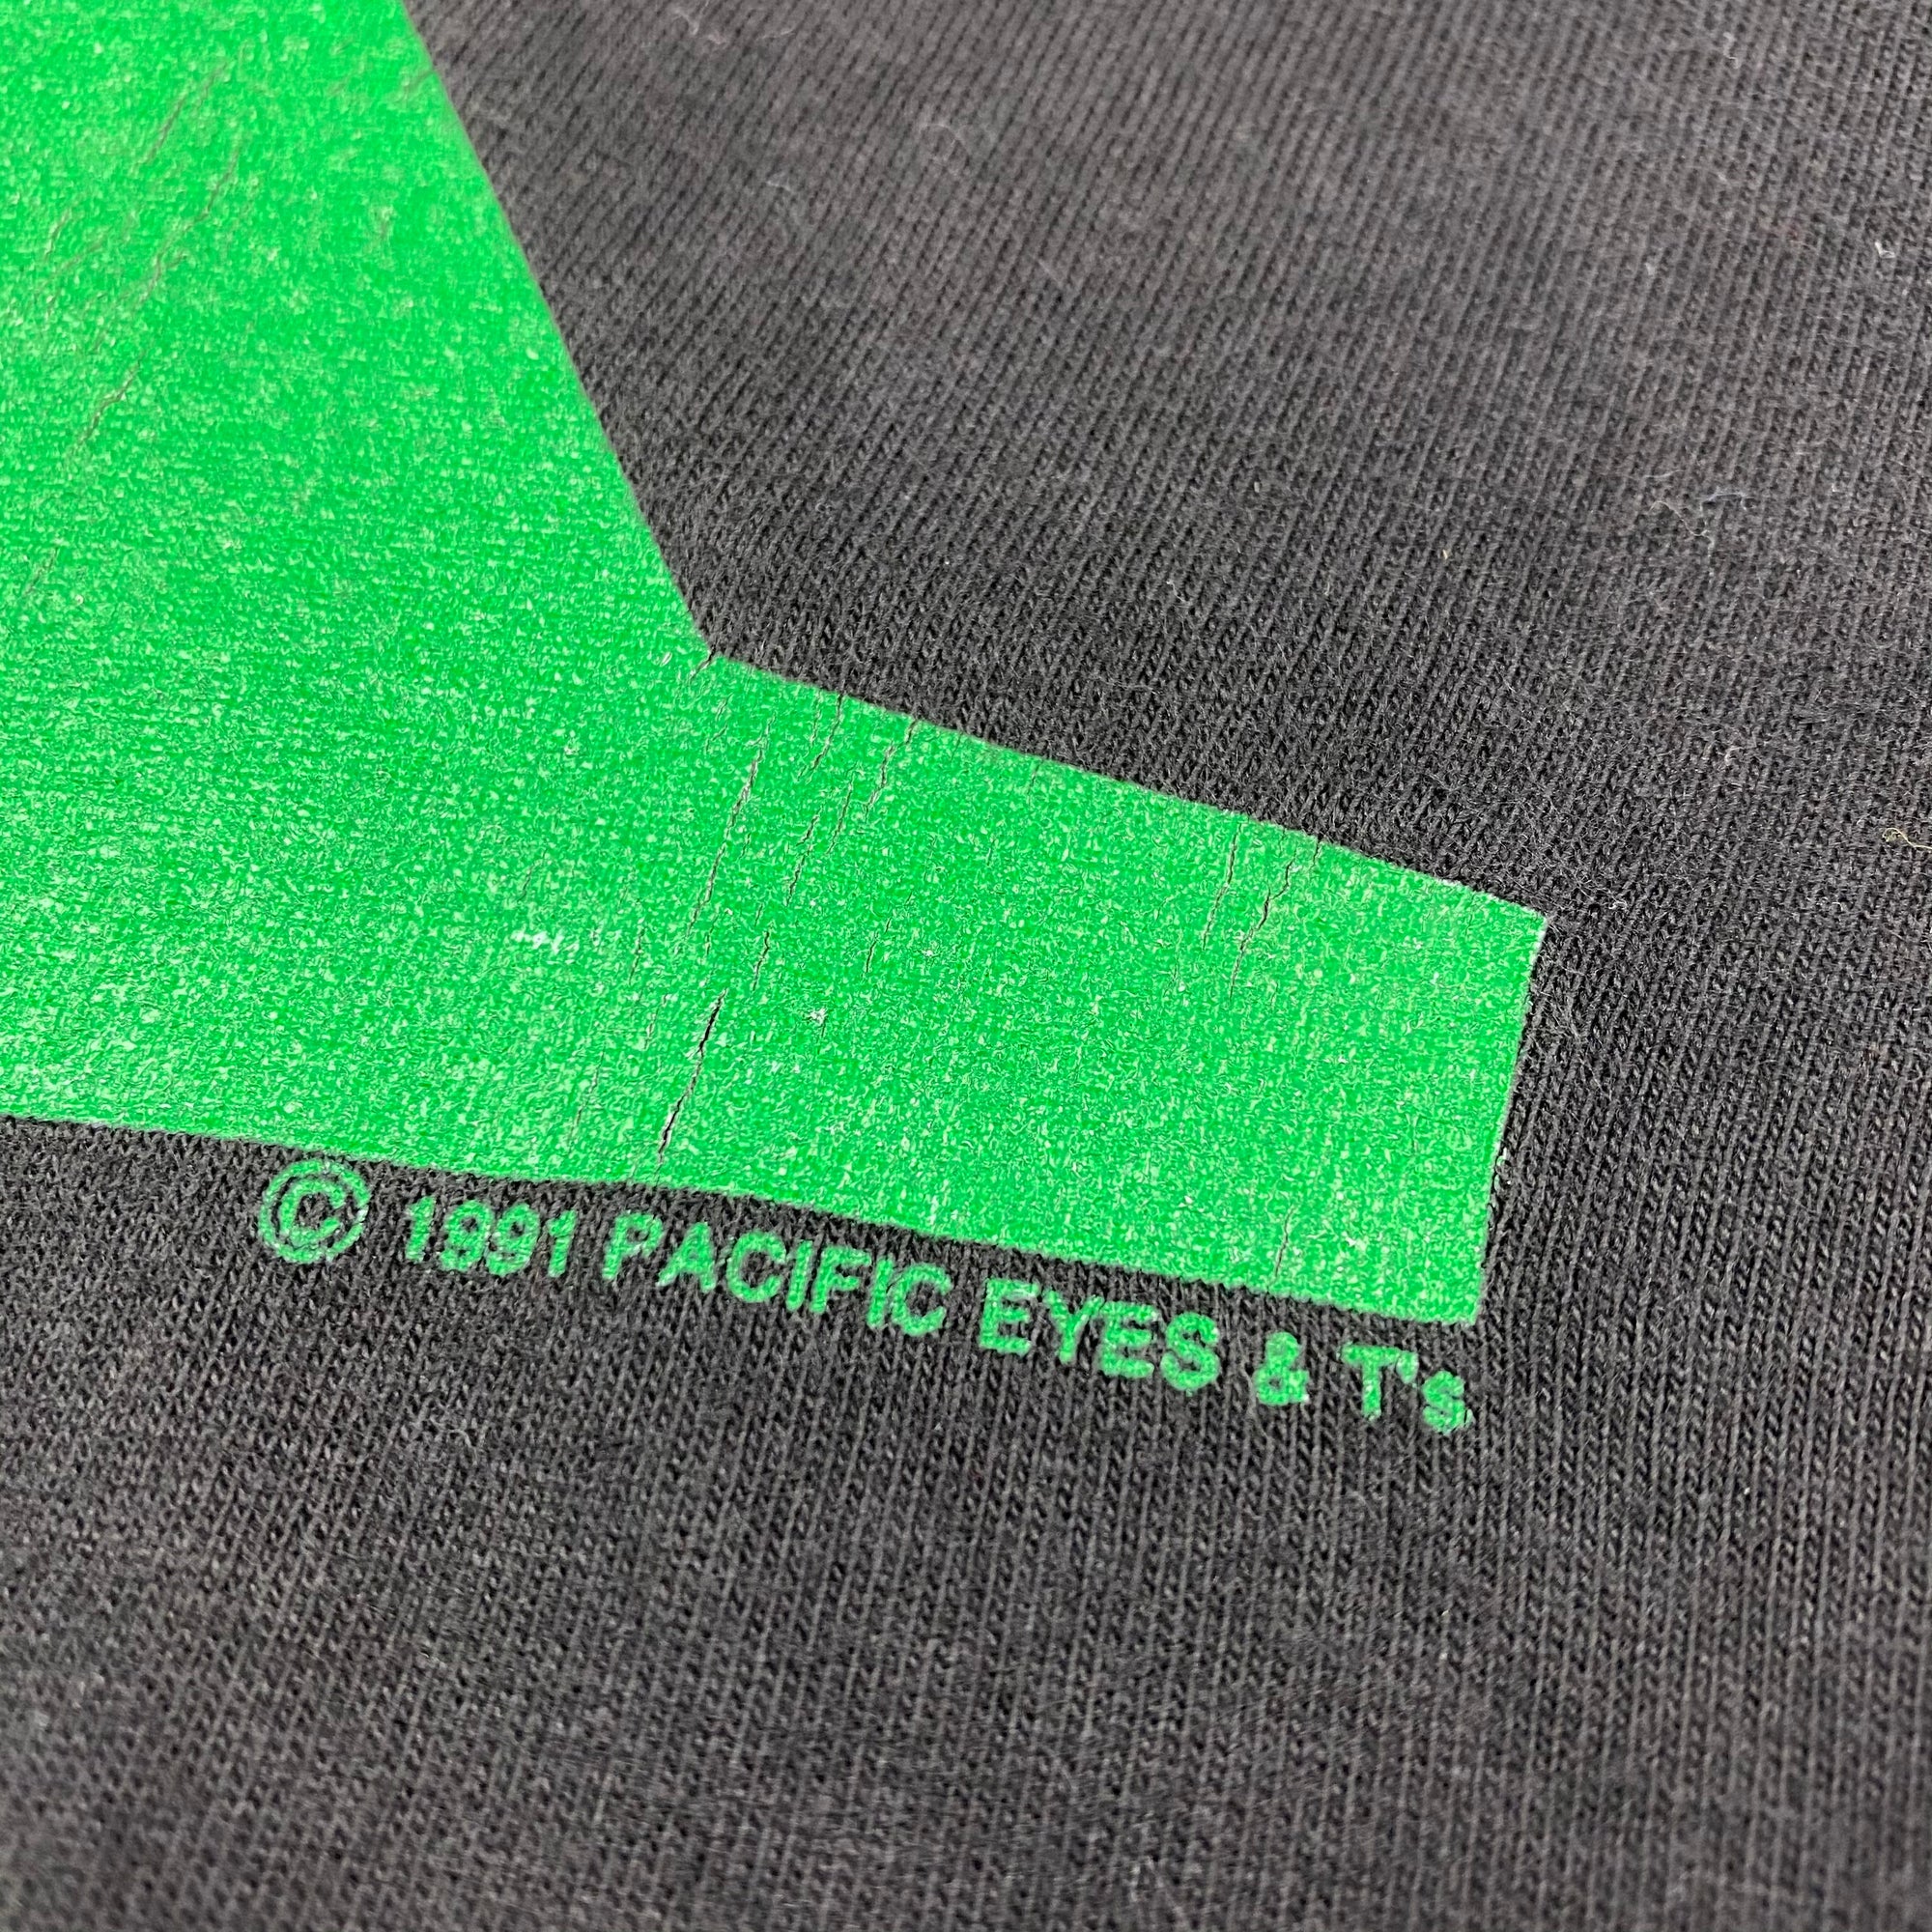 © 1991 PACIFIC EYES & T's